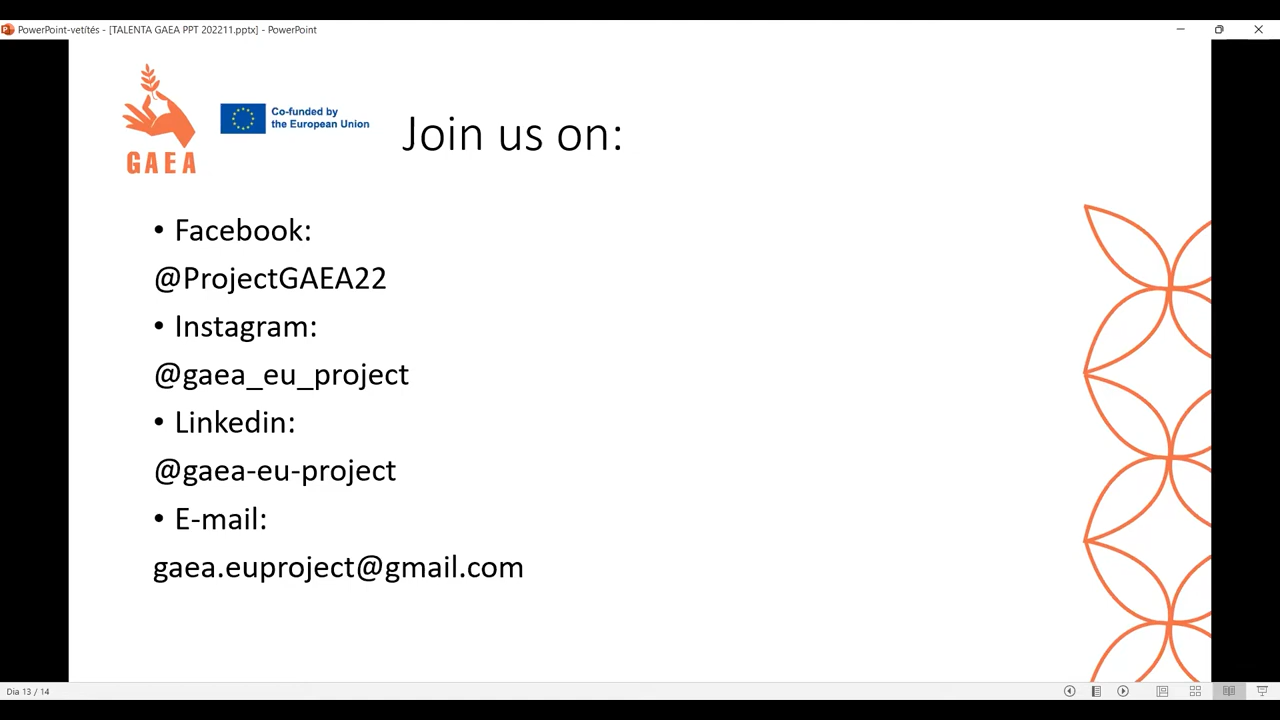 PowerPoint-vetítés - [TALENTA GAEA PPT 202211.pptx] - PowerPoint
GAEA
Co-funded by
the European Union
Join us on:
• Facebook:
@ProjectGAEA22
• Instagram:
@gaea_eu_project
• Linkedin:
@gaea-eu-project
• E-mail:
gaea.euproject@gmail.com
Dia 13 / 14